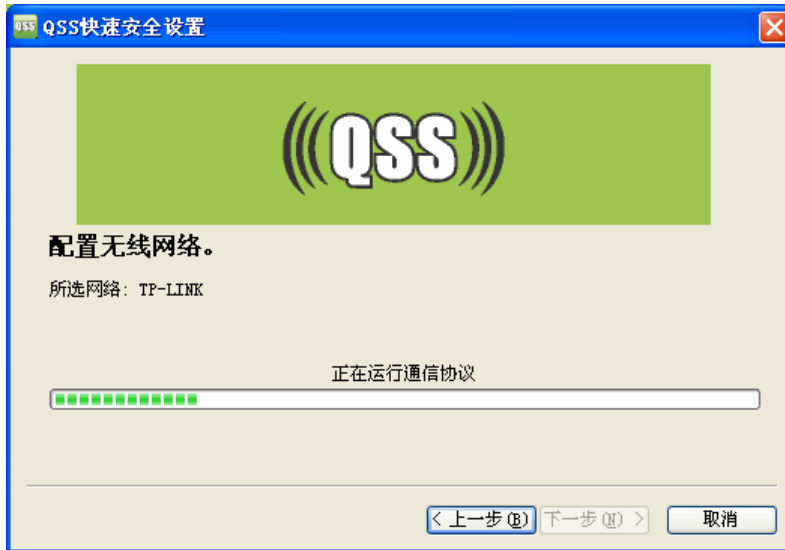 QSS QSS快速安全设置
(((QSS)))
配置无线网络。
所选网络: TP-LINK
正在运行通信协议
< 上一步(B) 下一步(N) > 取消